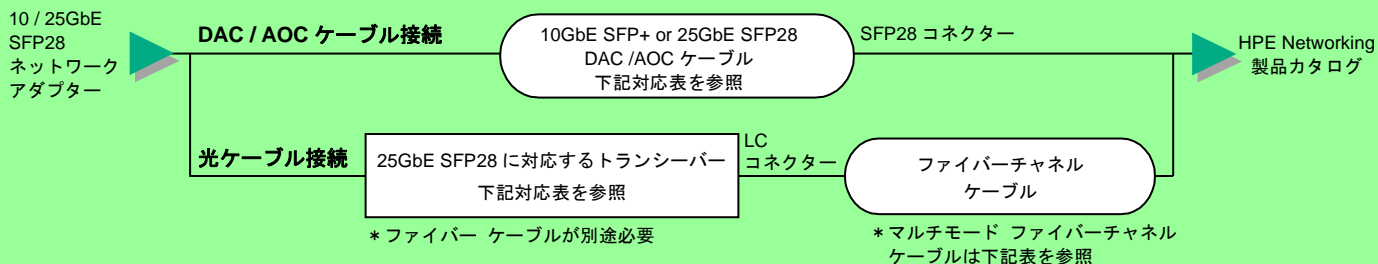 10 / 25GbE
SFP28
ネットワーク
アダプター
DAC / AOC ケーブル接続
10GbE SFP+ or 25GbE SFP28
DAC /AOC ケーブル
下記対応表を参照
SFP28 コネクター
HPE Networking
製品カタログ
光ケーブル接続
25GbE SFP28 に対応するトランシーバー
下記対応表を参照
LC
コネクター
ファイバーチャネル
ケーブル
*ファイバー ケーブルが別途必要
*マルチモード ファイバーチャネル
ケーブルは下記表を参照